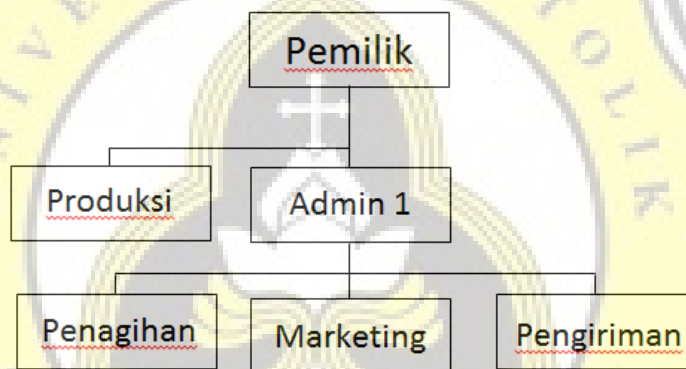 Pemilik
Produksi
Admin 1
Penagihan
Marketing
Pengiriman